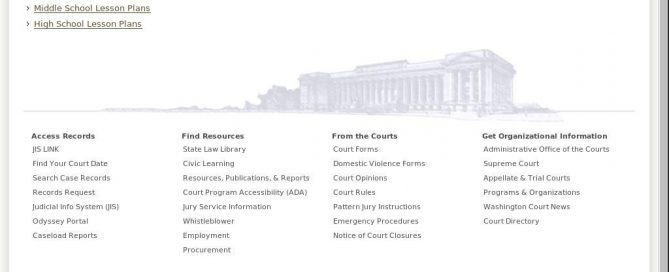 Middle School Lesson Plans
High School Lesson Plans
Access Records
JIS LINK
Find Your Court Date
Search Case Records
Records Request
Judicial Info System (JIS)
Odyssey Portal
Caseload Reports
Find Resources
State Law Library
Civic Learning
Resources, Publications, & Reports
Court Program Accessibility (ADA)
Jury Service Information
Whistleblower
Employment
Procurement
From the Courts
Court Forms
Domestic Violence Forms
Court Opinions
Court Rules
Pattern Jury Instructions
Emergency Procedures
Notice of Court Closures
Get Organizational Information
Administrative Office of the Courts
Supreme Court
Appellate & Trial Courts
Programs & Organizations
Washington Court News
Court Directory